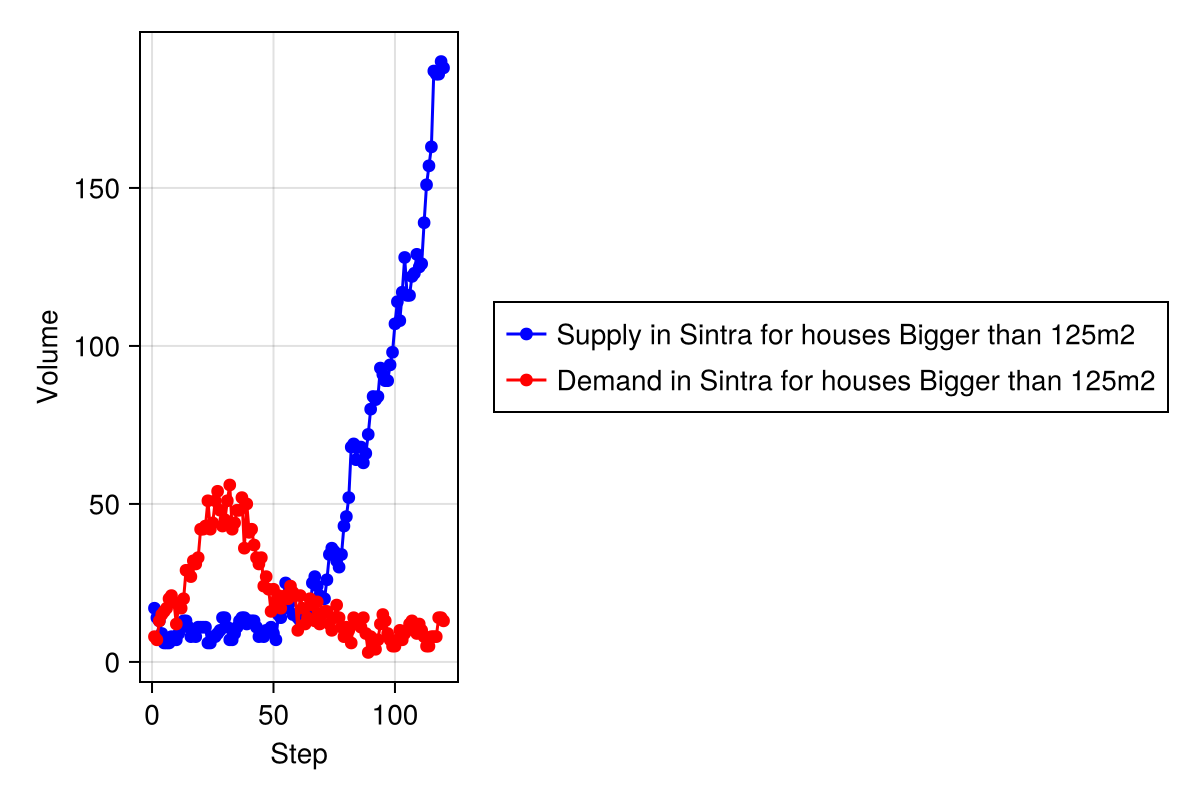 Volume
150
100
50
0
0 50 100
Step
Supply in Sintra for houses Bigger than 125m2
Demand in Sintra for houses Bigger than 125m2